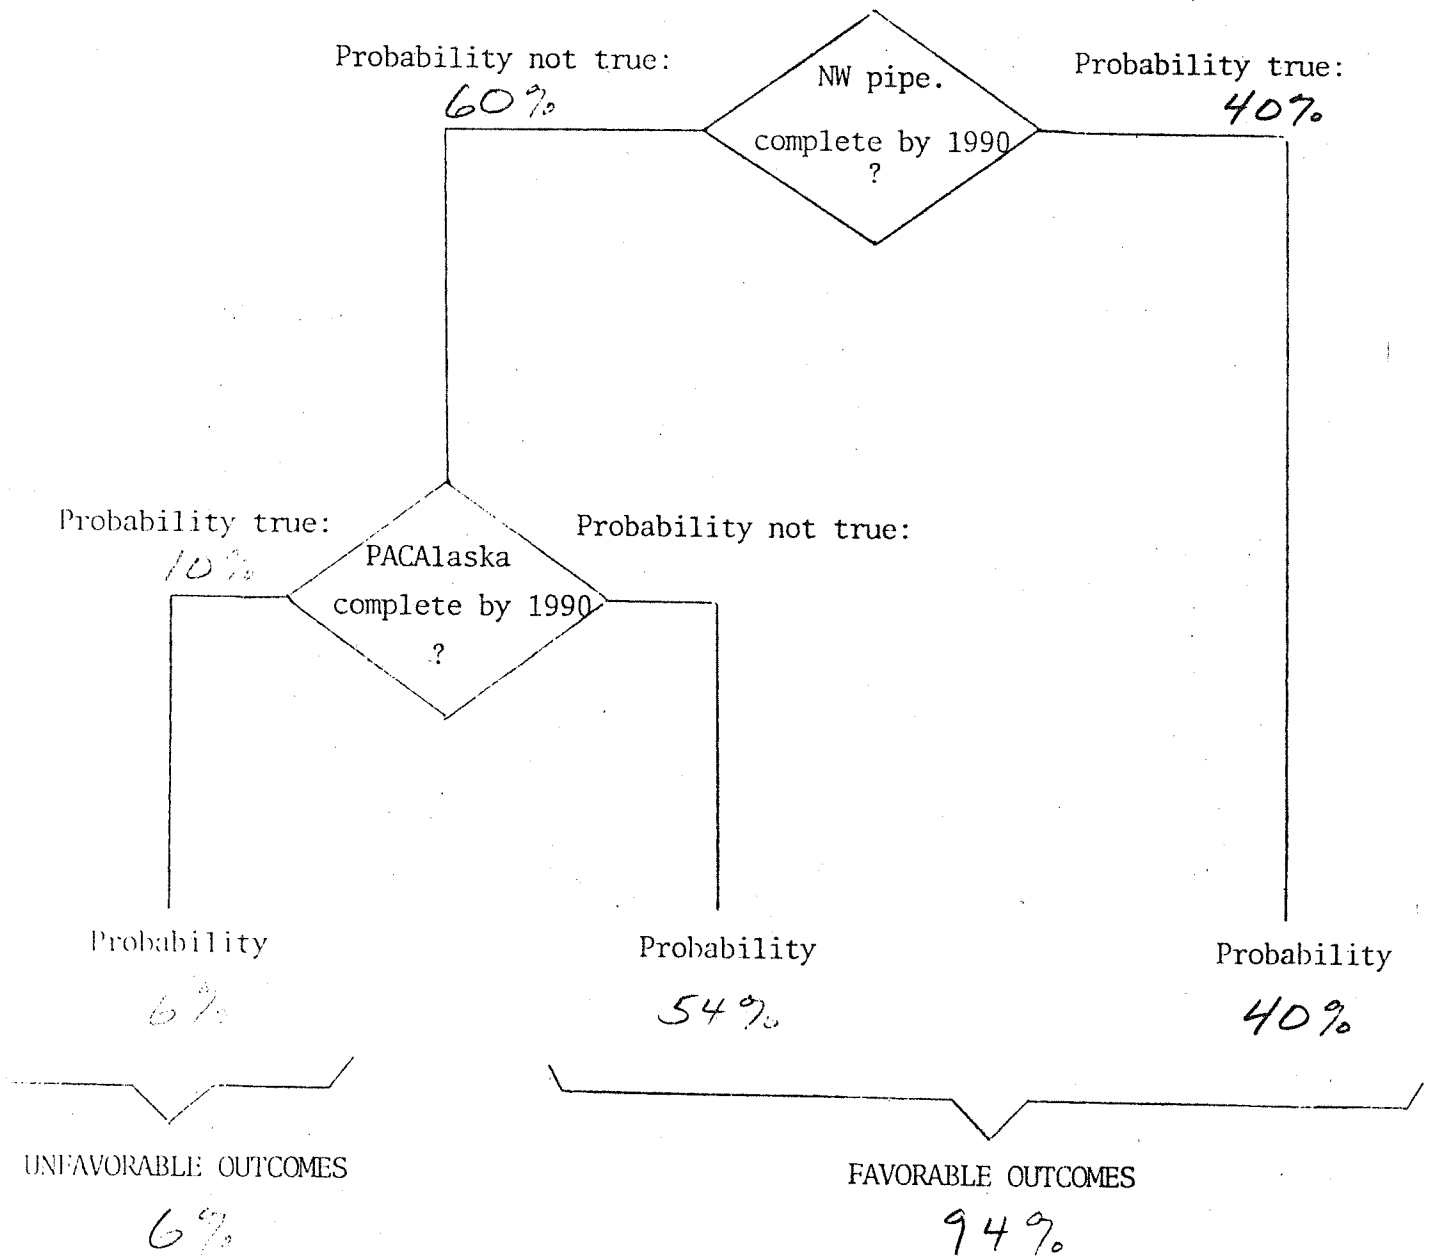 Probability not true:
60%
NW pipe.
complete by 1990
?
Probability true:
40%
Probability true:
10%
PACAlaska
complete by 1990
?
Probability not true:
Probability
6%
Probability
54%
Probability
40%
UNFAVORABLE OUTCOMES
6%
FAVORABLE OUTCOMES
94%